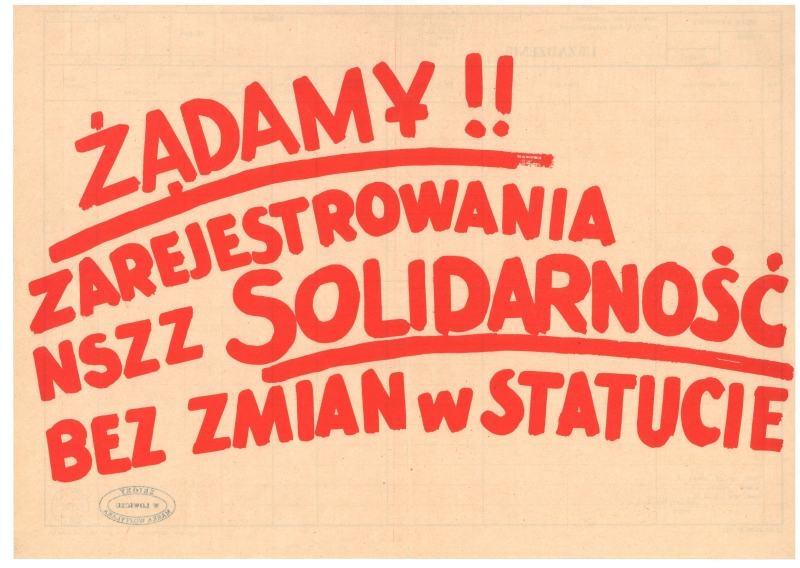 ŻĄDAMY!!
ZAREJESTROWANIA
NSZZ SOLIDARNOŚĆ
BEZ ZMIAN w STATUCIE